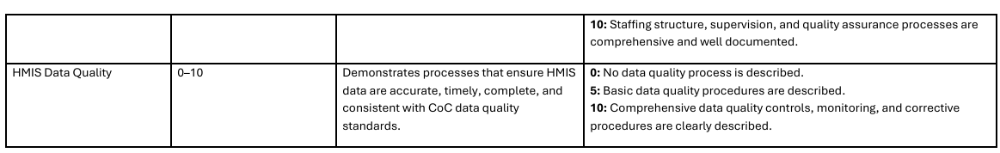 10: Staffing structure, supervision, and quality assurance processes are
comprehensive and well documented.
HMIS Data Quality
0–10
Demonstrates processes that ensure HMIS
data are accurate, timely, complete, and
consistent with CoC data quality
standards.
0: No data quality process is described.
5: Basic data quality procedures are described.
10: Comprehensive data quality controls, monitoring, and corrective
procedures are clearly described.